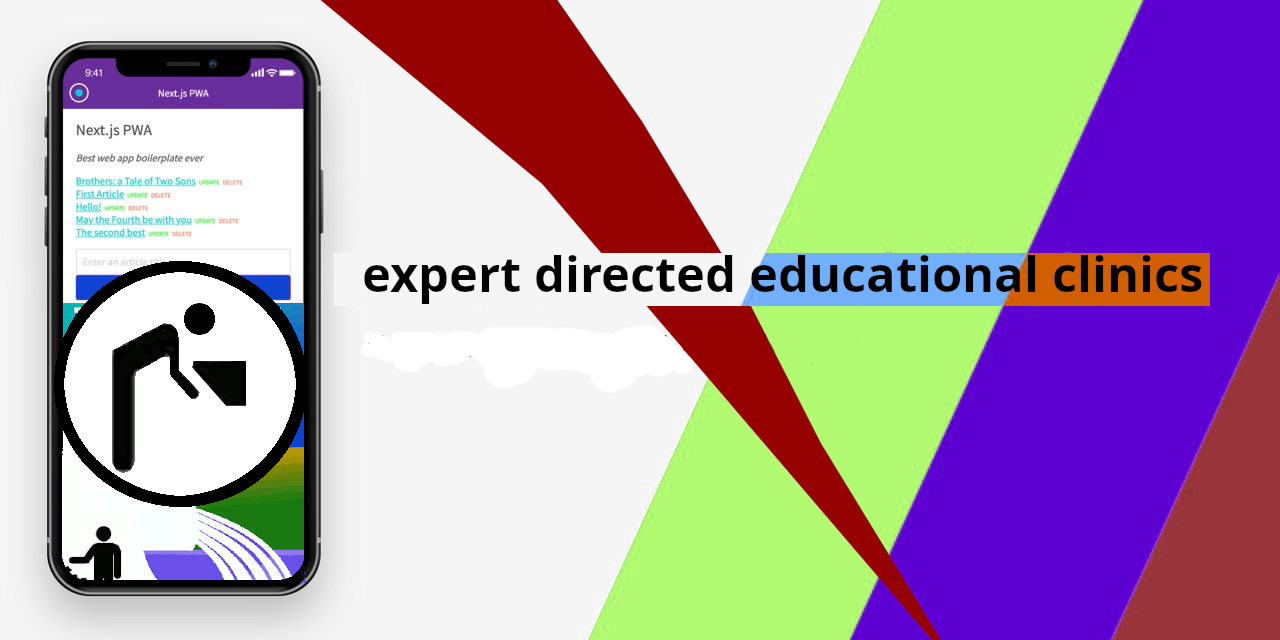 9:41
Next.js PWA
Next.js PWA
Best web app boilerplate ever
Brothers: a Tale of Two Sons UPDATE DELETE
First Article UPDATE DELETE
Hello! UPDATE DELETE
May the Fourth be with you UPDATE DELETE
The second best UPDATE DELETE
Enter an article
expert directed educational clinics